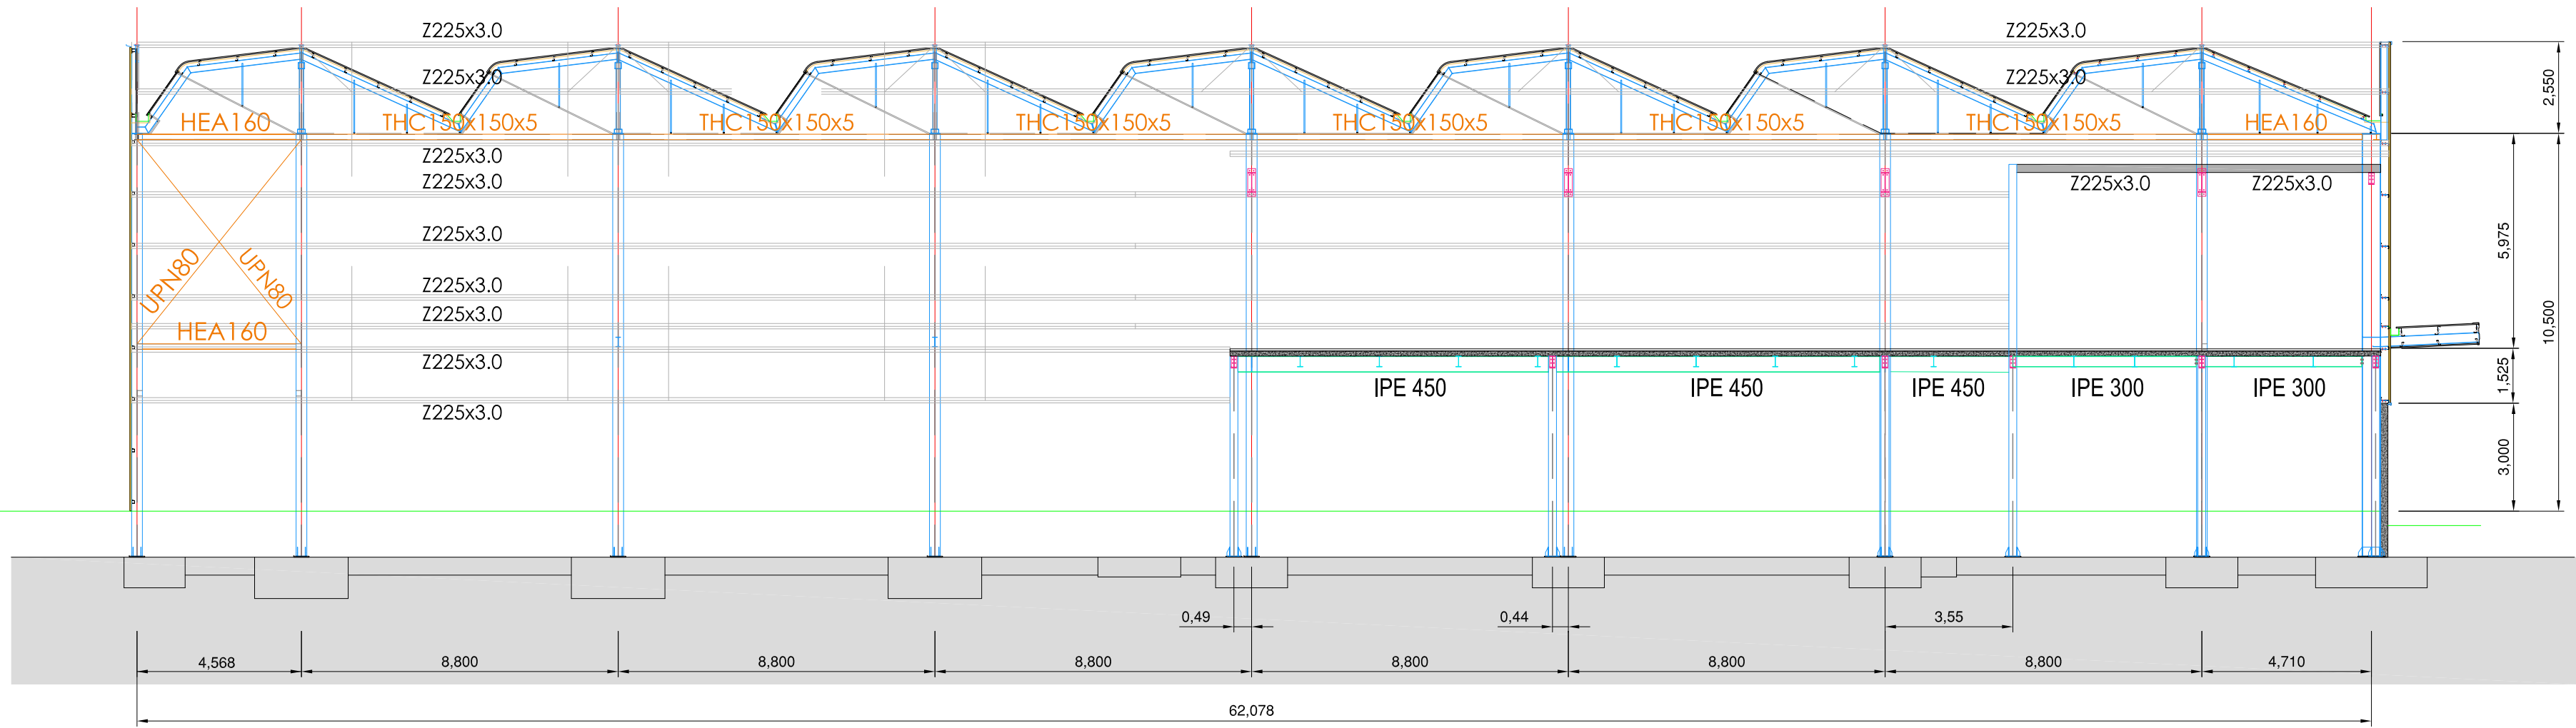 Z225x3.0 Z225x3.0
Z225x3.0 Z225x3.0
2,550
HEA160 THC150x150x5 THC150x150x5 THC150x150x5 THC150x150x5 THC150x150x5 THC150x150x5 HEA160
Z225x3.0
Z225x3.0 Z225x3.0 Z225x3.0
Z225x3.0
5,975
UPN80 UPN80
Z225x3.0
10,500
Z225x3.0
HEA160
Z225x3.0
1,525
IPE 450 IPE 450 IPE 450 IPE 300 IPE 300
Z225x3.0
3,000
0,49 0,44 3,55
4,568 8,800 8,800 8,800 8,800 8,800 8,800 4,710
62,078